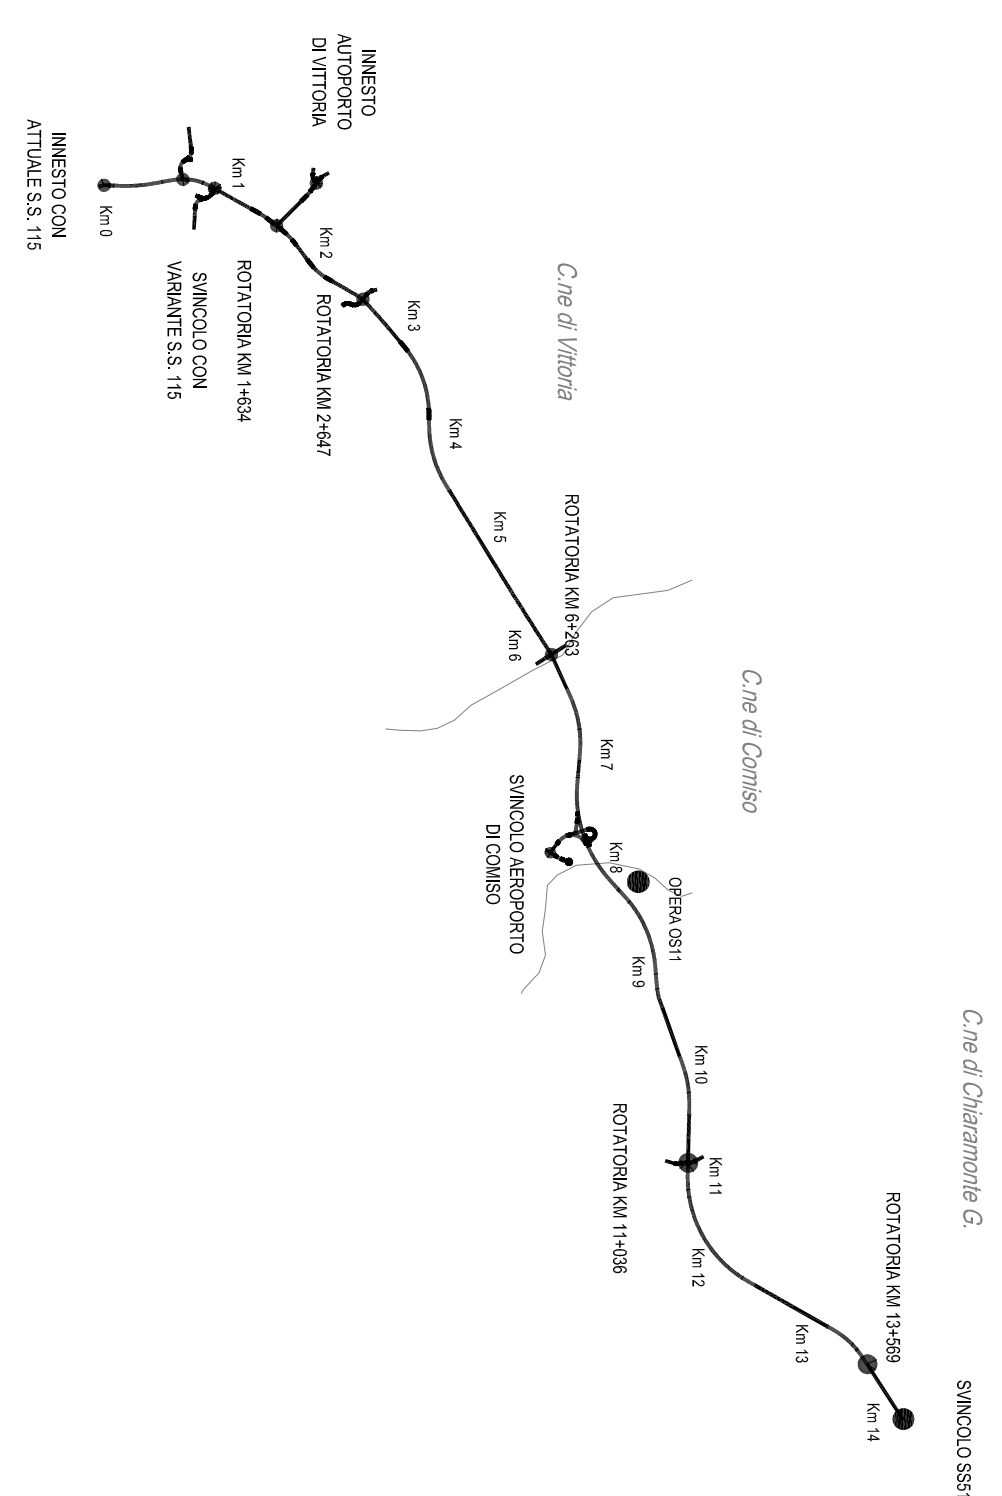 INNESTO CON
ATTUALE S.S. 115
Km 0
INNESTO
AUTOPORTO
DI VITTORIA
Km 1
SVINCOLO CON
VARIANTE S.S. 115
ROTATORIA KM 1+634
Km 2
ROTATORIA KM 2+647
Km 3
C.ne di Vittoria
Km 4
Km 5
ROTATORIA KM 6+263
Km 6
C.ne di Comiso
Km 7
SVINCOLO AEROPORTO
DI COMISO
Km 8
OPERA OS11
Km 9
Km 10
C.ne di Chiaramonte G.
ROTATORIA KM 11+036
Km 11
Km 12
ROTATORIA KM 13+569
Km 13
Km 14
SVINCOLO SS51